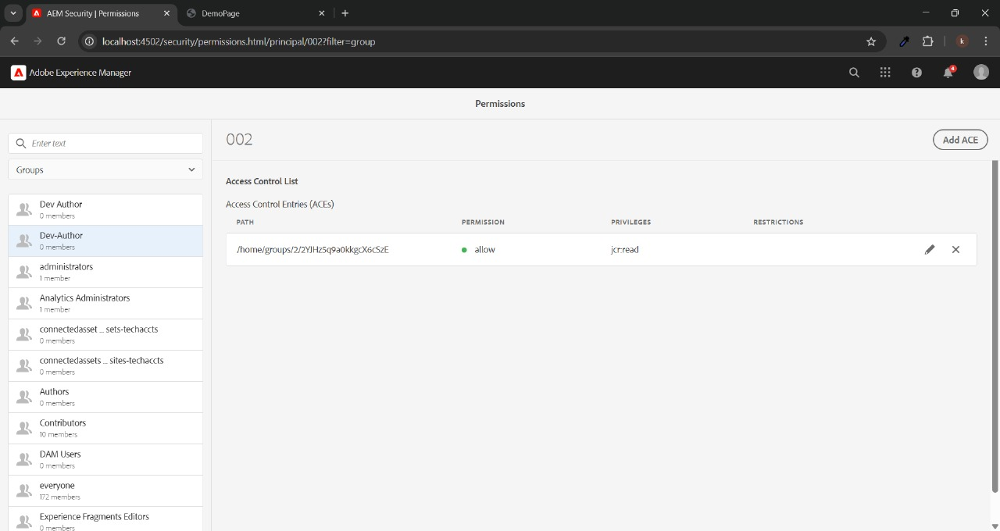 AEM Security | Permissions
DemoPage
localhost:4502/security/permissions.html/principal/002?filter=group
k
Adobe Experience Manager
4
Permissions
Enter text
Groups
Dev Author
0 members
Dev-Author
0 members
administrators
1 member
Analytics Administrators
1 member
connectedasset ... sets-techaccts
0 members
connectedassets ... sites-techaccts
0 members
Authors
0 members
Contributors
10 members
DAM Users
0 members
everyone
172 members
Experience Fragments Editors
0 members
002
Add ACE
Access Control List
Access Control Entries (ACEs)
PATH PERMISSION PRIVILEGES RESTRICTIONS
/home/groups/2/2YJHz5q9a0kkgcX6cSzE allow jcr:read